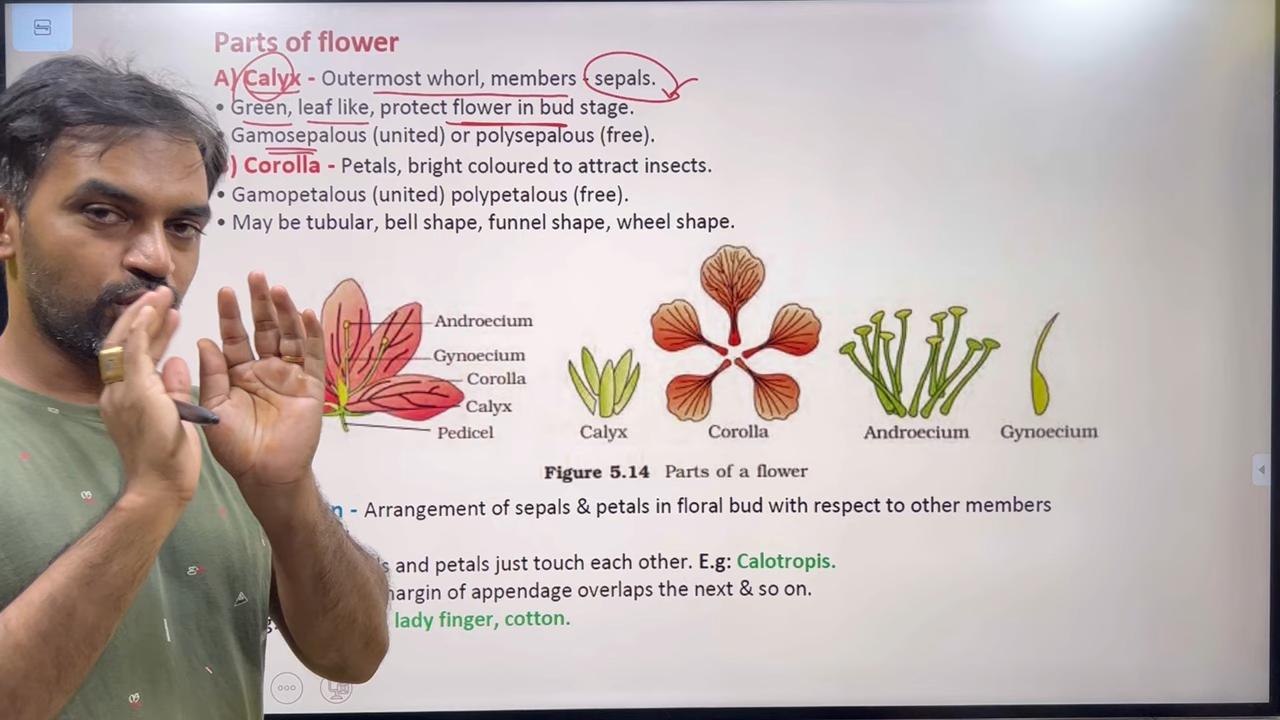 Parts of flower
A) Calyx - Outermost whorl, members - sepals.
• Green, leaf like, protect flower in bud stage.
• Gamosepalous (united) or polysepalous (free).
) Corolla - Petals, bright coloured to attract insects.
• Gamopetalous (united) polypetalous (free).
• May be tubular, bell shape, funnel shape, wheel shape.
Androecium
Gynoecium
Corolla
Calyx
Pedicel
Calyx
Corolla
Androecium
Gynoecium
Figure 5.14 Parts of a flower
- Arrangement of sepals & petals in floral bud with respect to other members
and petals just touch each other. E.g: Calotropis.
of appendage overlaps the next & so on.
lady finger, cotton.